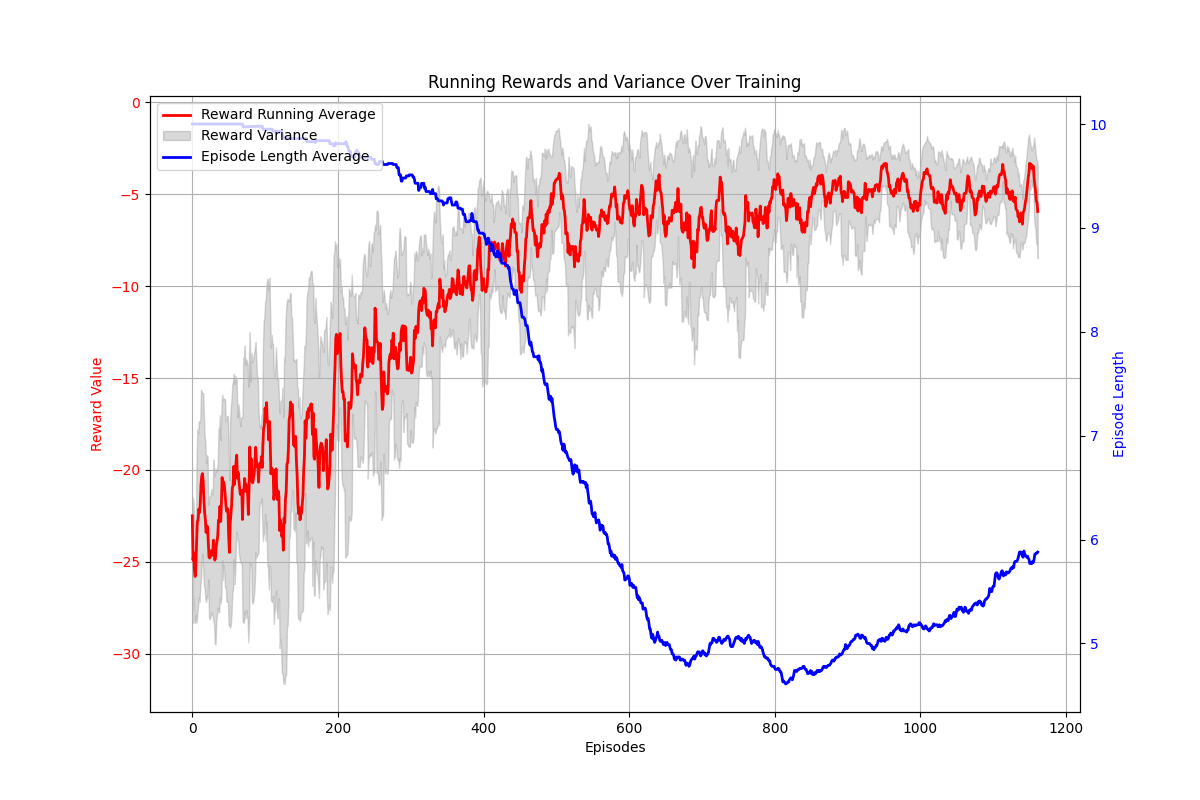 Running Rewards and Variance Over Training
Reward Running Average
Reward Variance
Episode Length Average
Reward Value
0
−5
−10
−15
−20
−25
−30
0
200
400
600
800
1000
1200
Episodes
10
9
8
7
6
5
Episode Length